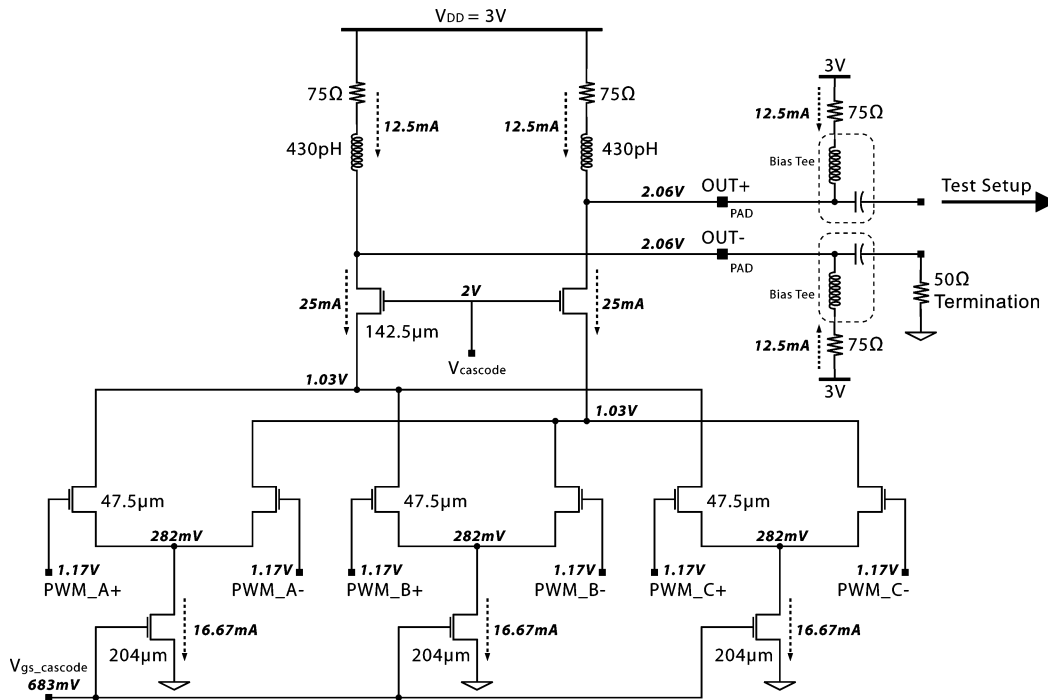 VDD = 3V
75Ω
12.5mA
430pH
12.5mA
75Ω
430pH
3V
12.5mA
75Ω
Bias Tee
2.06V
OUT+
PAD
Test Setup
2.06V
OUT-
PAD
Bias Tee
50Ω
Termination
12.5mA
75Ω
3V
25mA
2V
25mA
142.5µm
Vcascode
1.03V
1.03V
47.5µm
47.5µm
47.5µm
282mV
282mV
282mV
1.17V
PWM_A+
1.17V
PWM_A-
1.17V
PWM_B+
1.17V
PWM_B-
1.17V
PWM_C+
1.17V
PWM_C-
16.67mA
204µm
16.67mA
204µm
16.67mA
204µm
Vgs_cascode
683mV